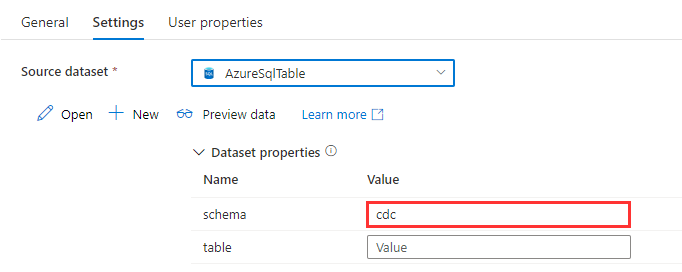 General Settings User properties
Source dataset * AzureSqlTable
Open New Preview data Learn more
Dataset properties
Name Value
schema cdc
table Value